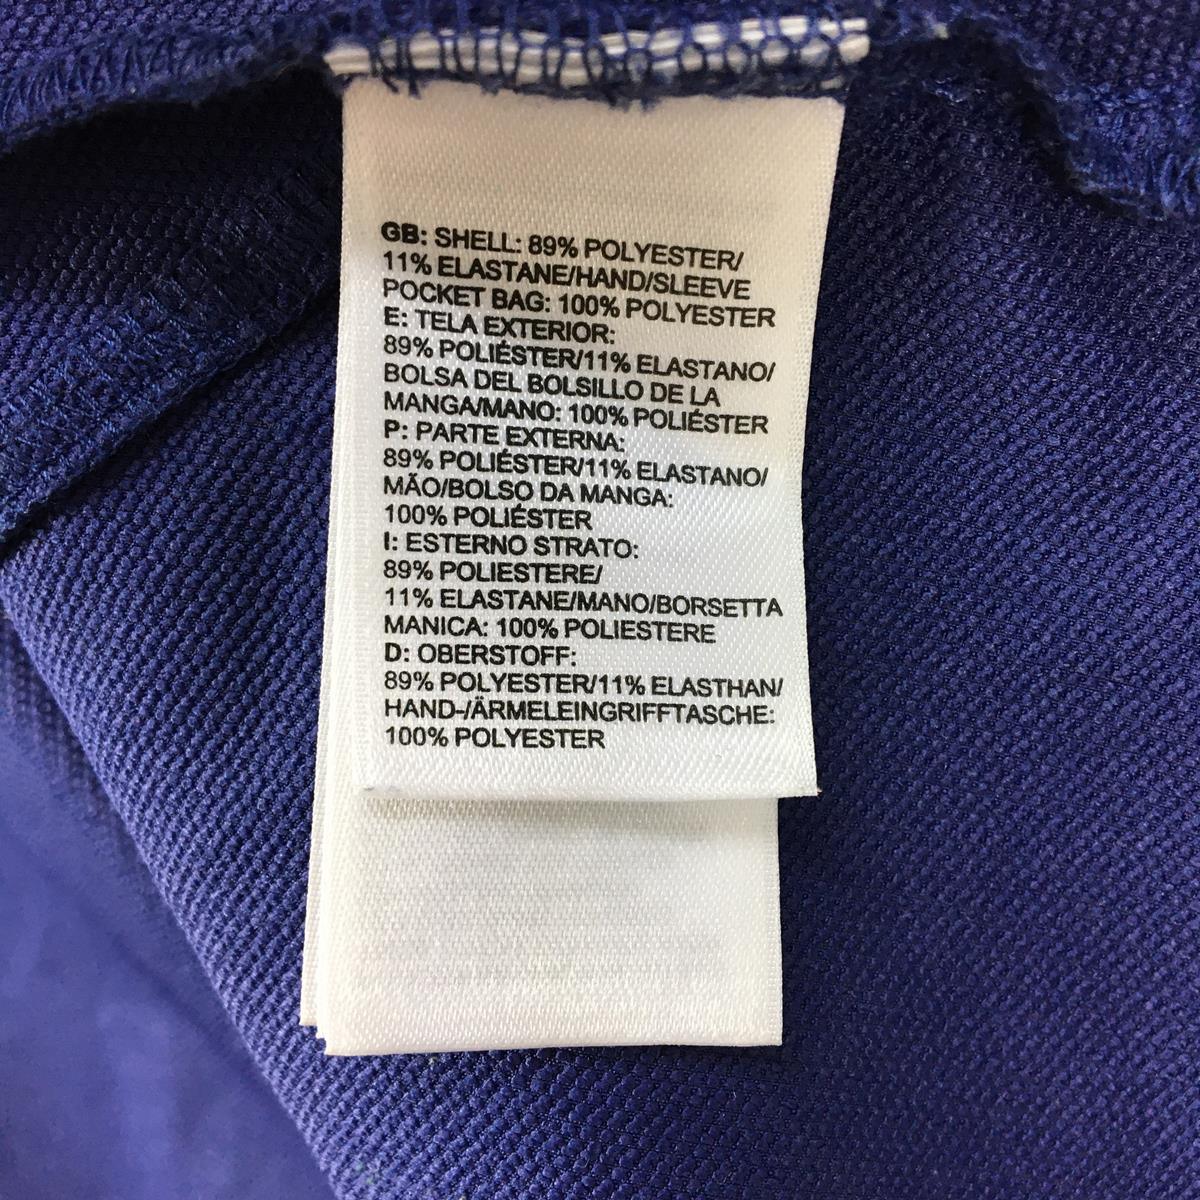 GB: SHELL: 89% POLYESTER/
11% ELASTANE/HAND/SLEEVE
POCKET BAG: 100% POLYESTER
E: TELA EXTERIOR:
89% POLIÉSTER/11% ELASTANO/
BOLSA DEL BOLSILLO DE LA
MANGA/MANO: 100% POLIÉSTER
P: PARTE EXTERNA:
89% POLIÉSTER/11% ELASTANO/
MÃO/BOLSO DA MANGA:
100% POLIÉSTER
I: ESTERNO STRATO:
89% POLIESTERE/
11% ELASTANE/MANO/BORSETTA
MANICA: 100% POLIESTERE
D: OBERSTOFF:
89% POLYESTER/11% ELASTHAN/
HAND-/ÄRMELEINGRIFFTASCHE:
100% POLYESTER